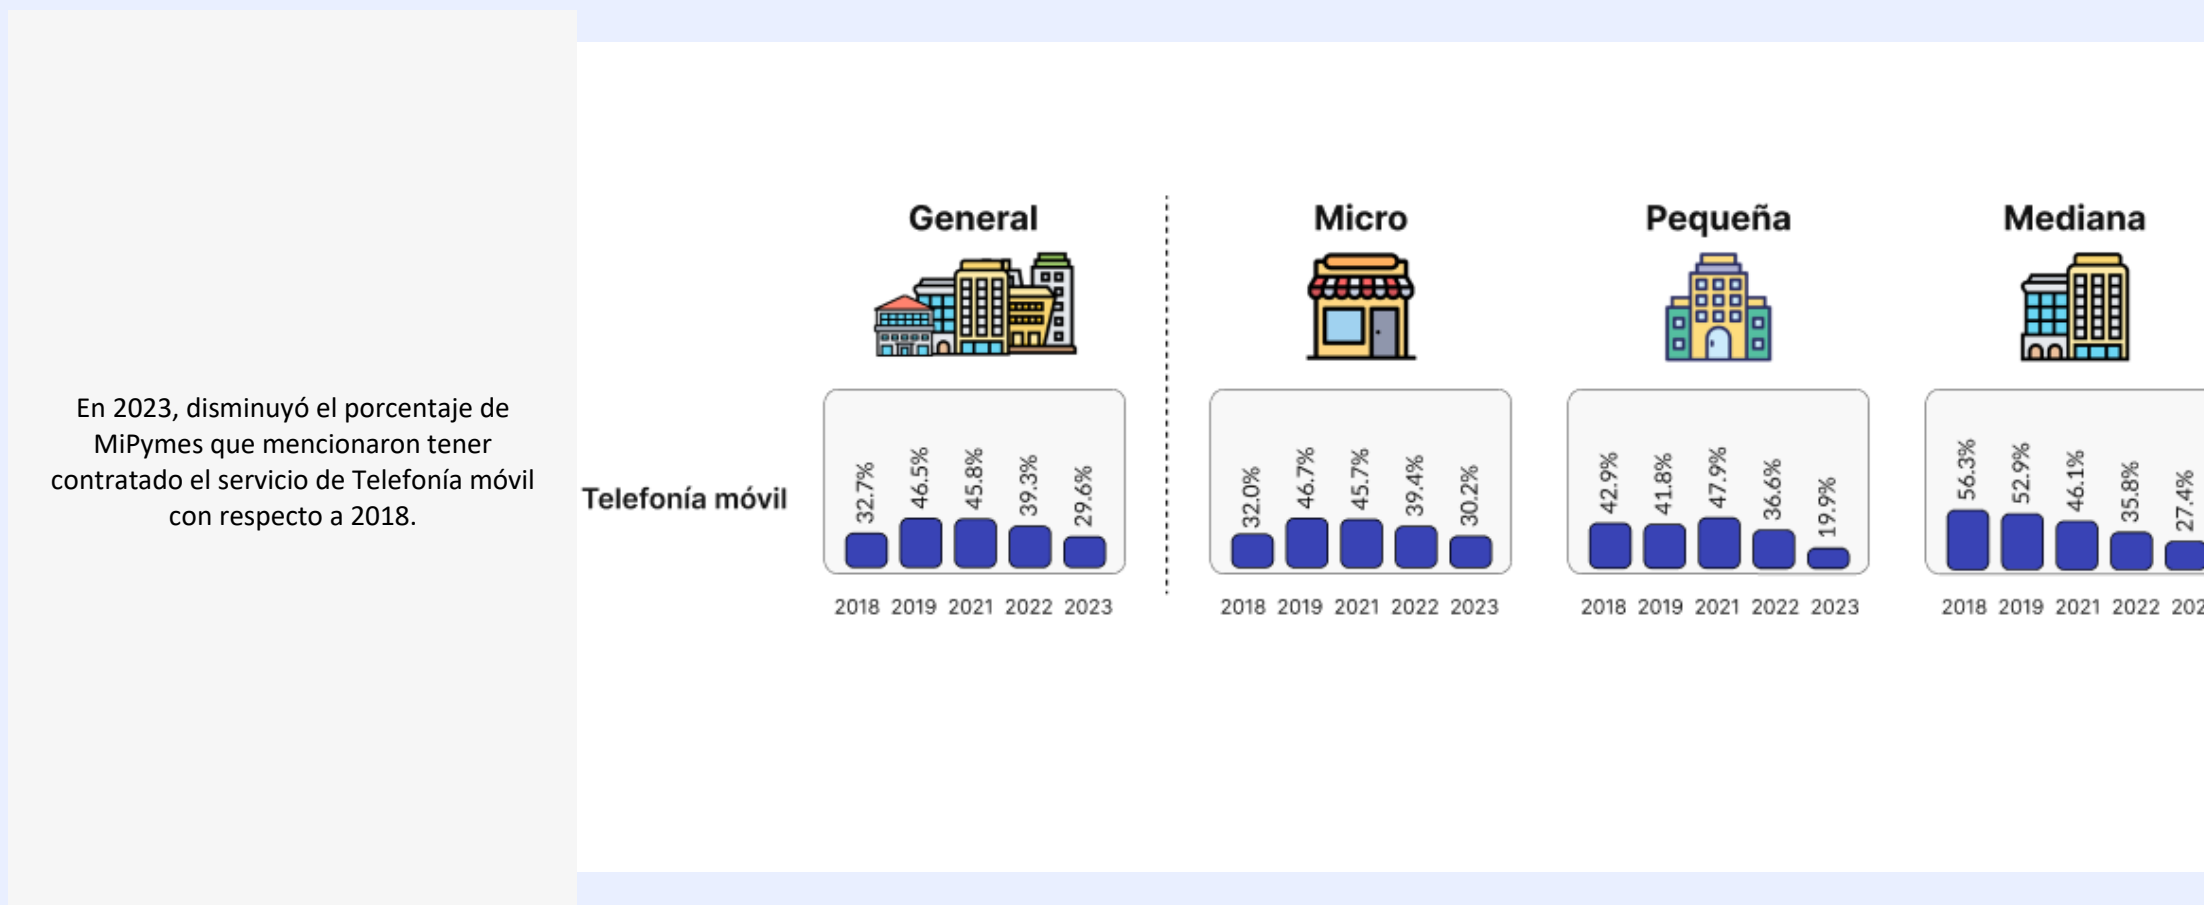 En 2023, disminuyó el porcentaje de
MiPymes que mencionaron tener
contratado el servicio de Telefonía móvil
con respecto a 2018.
General
Micro
Pequeña
Mediana
Telefonía móvil
32.7% 46.5% 45.8% 39.3% 29.6%
2018 2019 2021 2022 2023
32.0% 46.7% 45.7% 39.4% 30.2%
2018 2019 2021 2022 2023
42.9% 41.8% 47.9% 36.6% 19.9%
2018 2019 2021 2022 2023
56.3% 52.9% 46.1% 35.8% 27.4%
2018 2019 2021 2022